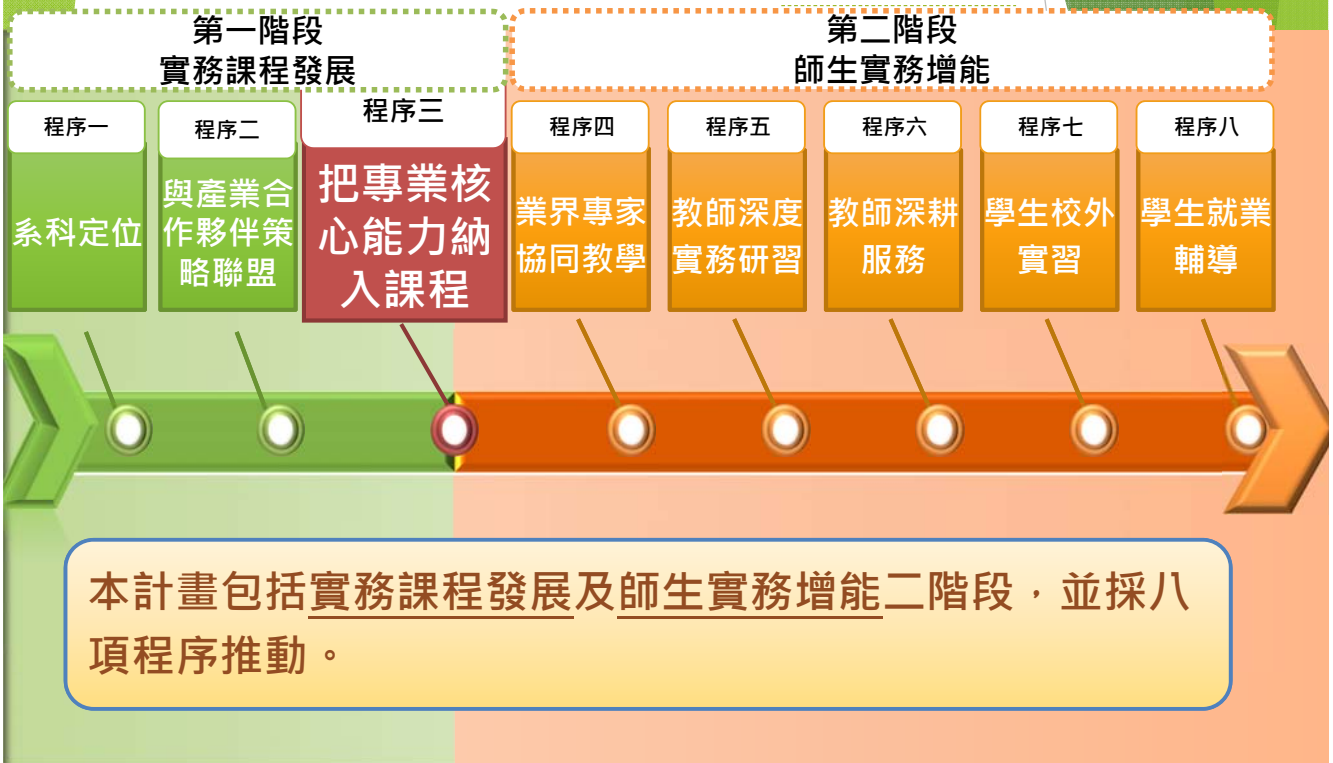 第一階段
實務課程發展
第二階段
師生實務增能
程序一
系科定位
程序二
與產業合
作夥伴策
略聯盟
程序三
把專業核
心能力納
入課程
程序四
業界專家
協同教學
程序五
教師深度
實務研習
程序六
教師深耕
服務
程序七
學生校外
實習
程序八
學生就業
輔導
本計畫包括實務課程發展及師生實務增能二階段，並採八
項程序推動。